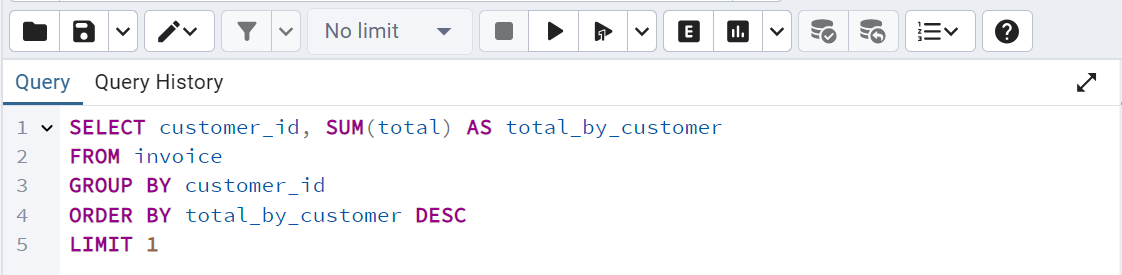 No limit
E
Query Query History
1 SELECT customer_id, SUM(total) AS total_by_customer
2 FROM invoice
3 GROUP BY customer_id
4 ORDER BY total_by_customer DESC
5 LIMIT 1